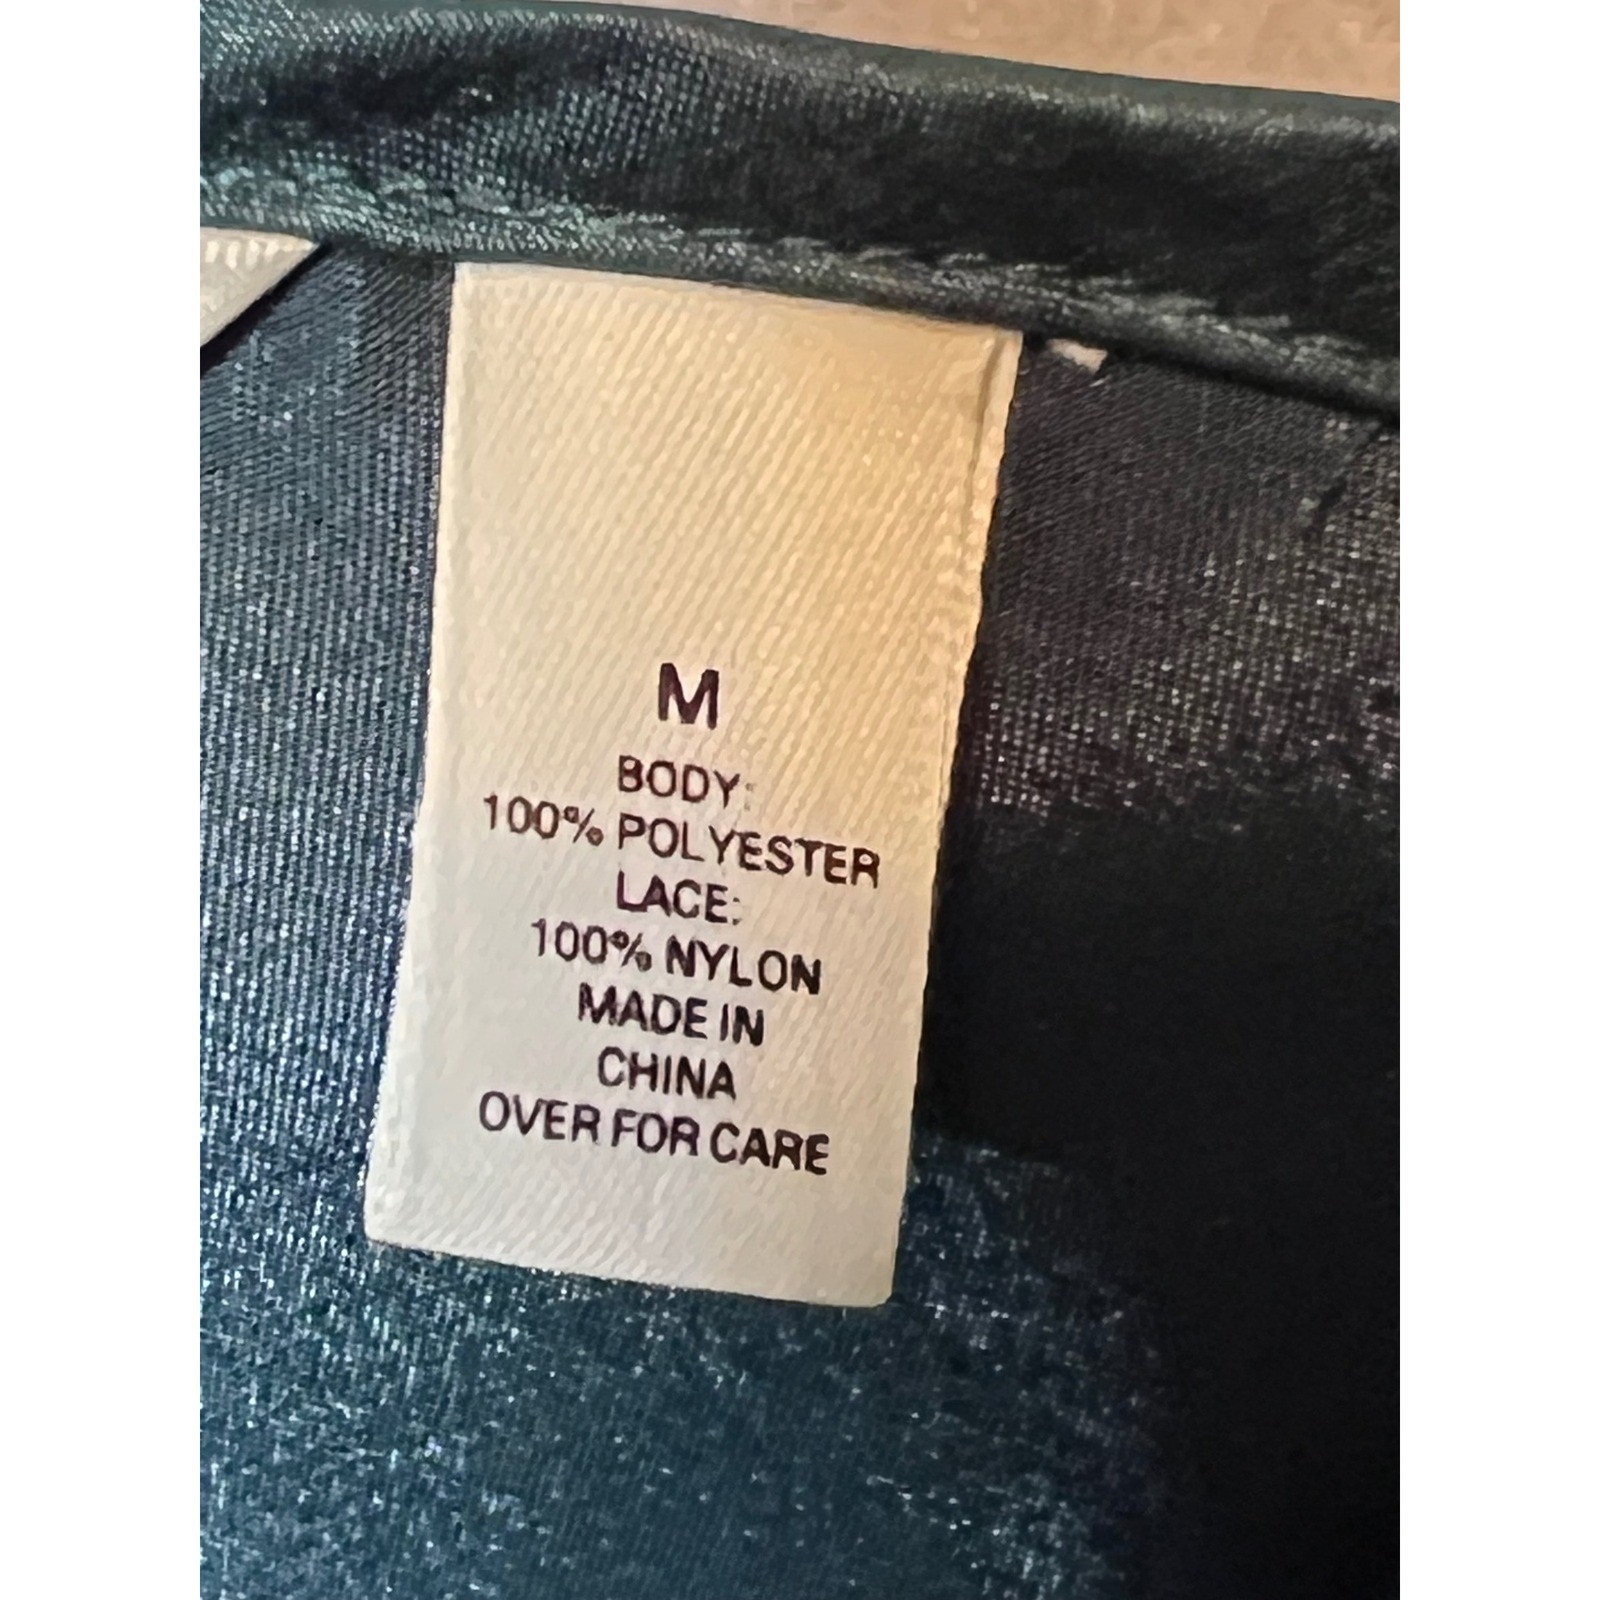 M
BODY:
100% POLYESTER
LACE:
100% NYLON
MADE IN
CHINA
OVER FOR CARE